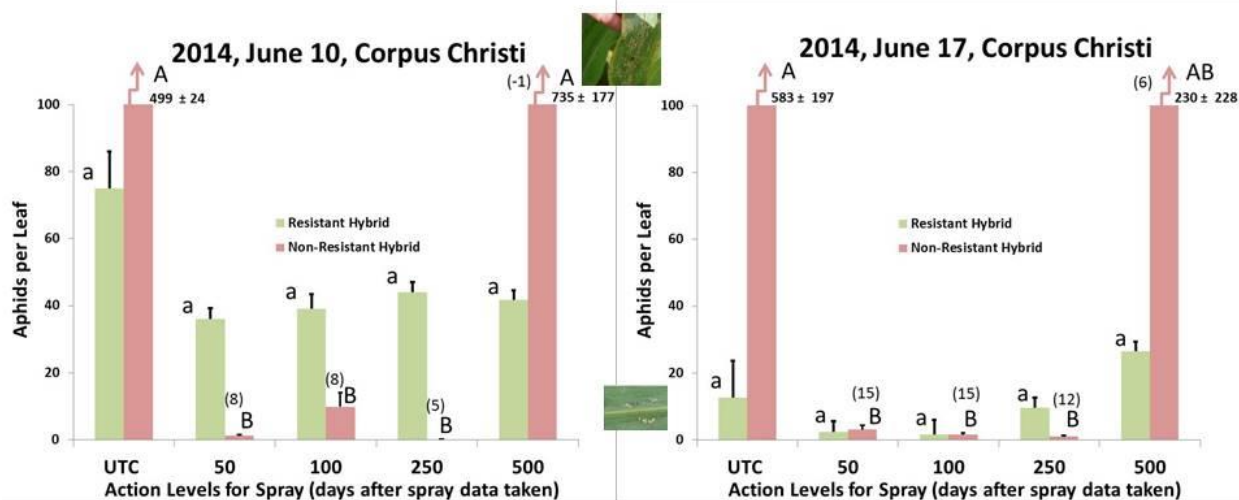 2014, June 10, Corpus Christi
A
499 ± 24
(-1)
A
735 ± 177
100
80
60
40
20
0
Aphids per Leaf
a
a
a
a
a
Resistant Hybrid
Non-Resistant Hybrid
(8)
B
(8)
B
(5)
B
UTC 50 100 250 500
Action Levels for Spray (days after spray data taken)
2014, June 17, Corpus Christi
A
583 ± 197
(6)
AB
230 ± 228
100
80
60
40
20
0
Aphids per Leaf
Resistant Hybrid
Non-Resistant Hybrid
a
a
(15)
B
a
(15)
B
a
(12)
B
a
UTC 50 100 250 500
Action Levels for Spray (days after spray data taken)